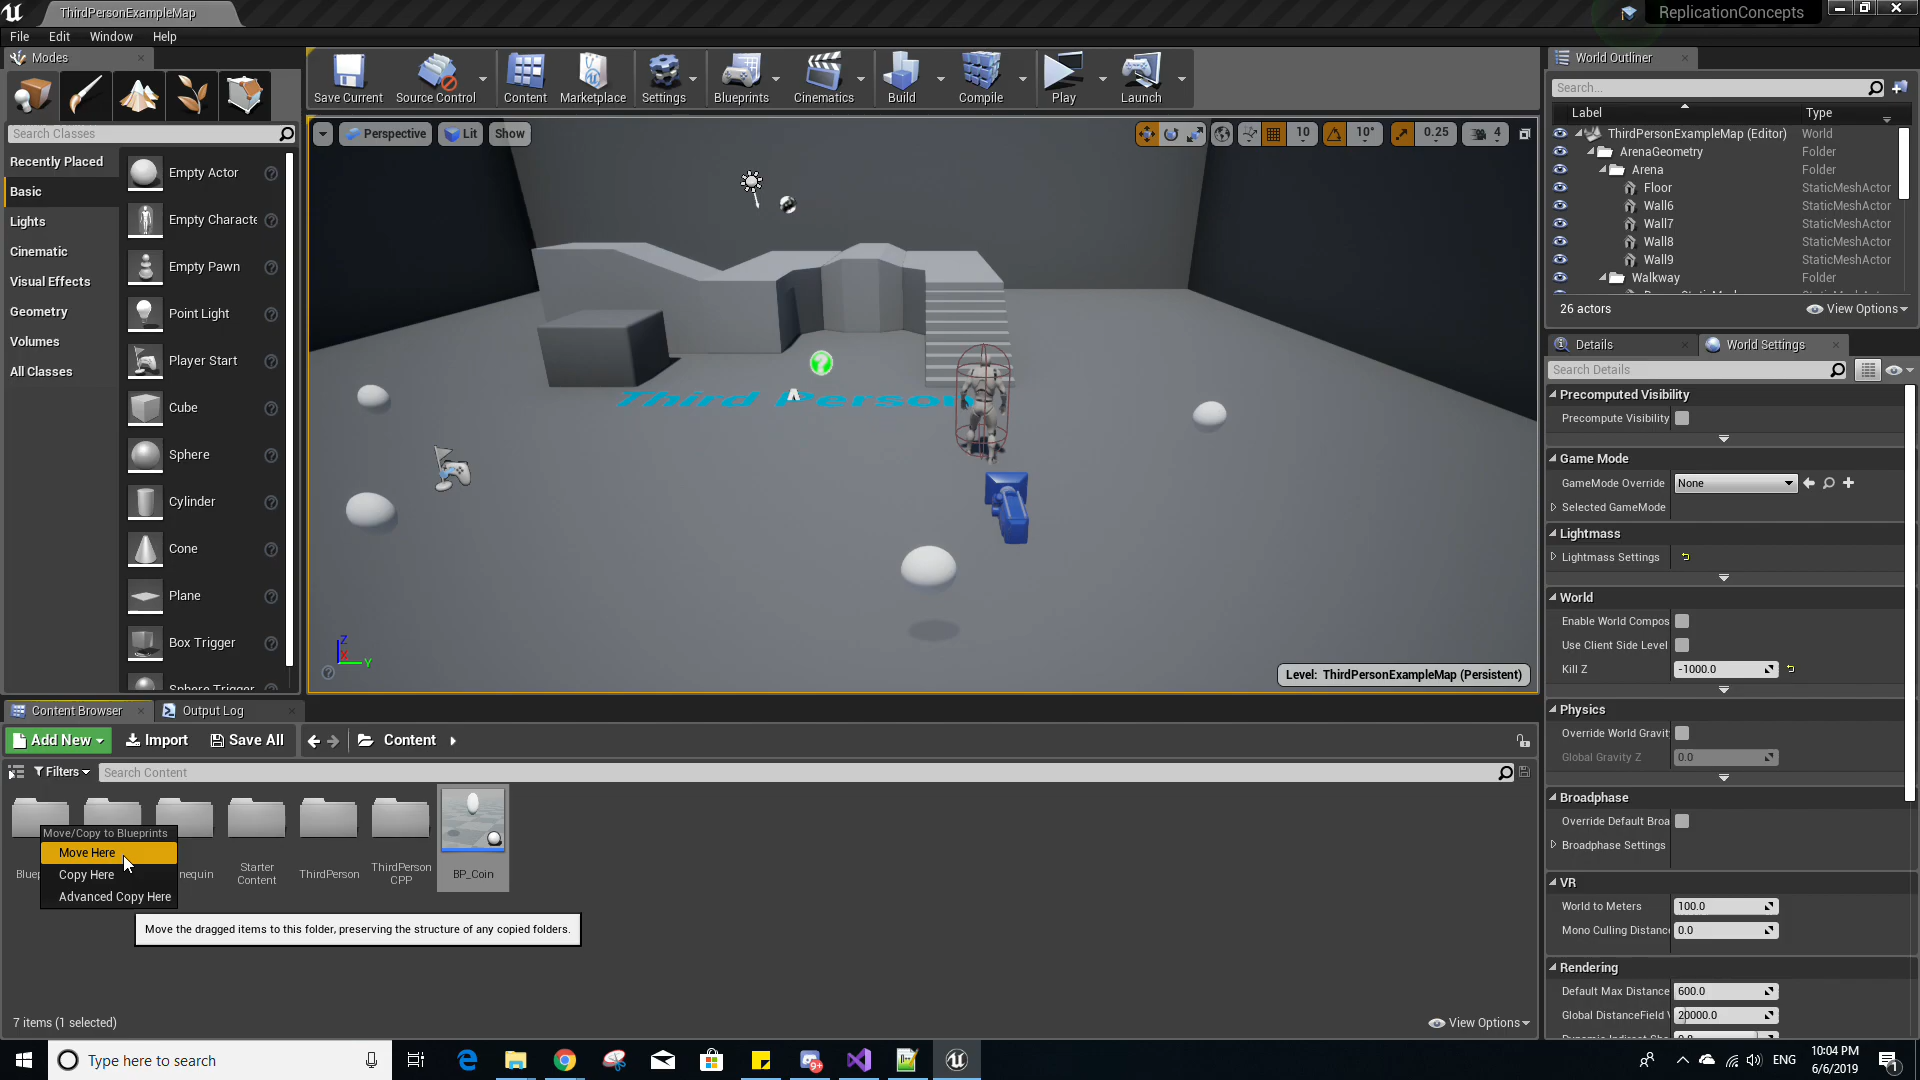 ThirdPersonExampleMap
ReplicationConcepts
File Edit Window Help
Modes
Save Current
Source Control
Content
Marketplace
Settings
Blueprints
Cinematics
Build
Compile
Play
Launch
World Outliner
Search...
Label Type
Search Classes
Perspective Lit Show
10 10° 0.25 4
Recently Placed
Basic
Lights
Cinematic
Visual Effects
Geometry
Volumes
All Classes
Empty Actor
Empty Characte
Empty Pawn
Point Light
Player Start
Cube
Sphere
Cylinder
Cone
Plane
Box Trigger
Sphere Trigger
Third Person
Z
X
Y
Level: ThirdPersonExampleMap (Persistent)
ThirdPersonExampleMap (Editor) World
ArenaGeometry Folder
Arena Folder
Floor StaticMeshActor
Wall6 StaticMeshActor
Wall7 StaticMeshActor
Wall8 StaticMeshActor
Wall9 StaticMeshActor
Walkway Folder
26 actors
View Options
Details
World Settings
Search Details
Precomputed Visibility
Precompute Visibility
Game Mode
GameMode Override None
Selected GameMode
Lightmass
Lightmass Settings
World
Enable World Compos
Use Client Side Level
Kill Z -1000.0
Physics
Override World Gravit
Global Gravity Z 0.0
Broadphase
Override Default Broa
Broadphase Settings
VR
World to Meters 100.0
Mono Culling Distance 0.0
Rendering
Default Max Distance 600.0
Global DistanceField V 20000.0
Content Browser
Output Log
Add New
Import
Save All
Content
Filters
Search Content
Move/Copy to Blueprints
Move Here
Copy Here
Advanced Copy Here
Bluep
nequin
Starter
Content
ThirdPerson
ThirdPerson
CPP
BP_Coin
Move the dragged items to this folder, preserving the structure of any copied folders.
7 items (1 selected)
View Options
Type here to search
9+
ENG
10:04 PM
6/6/2019
1